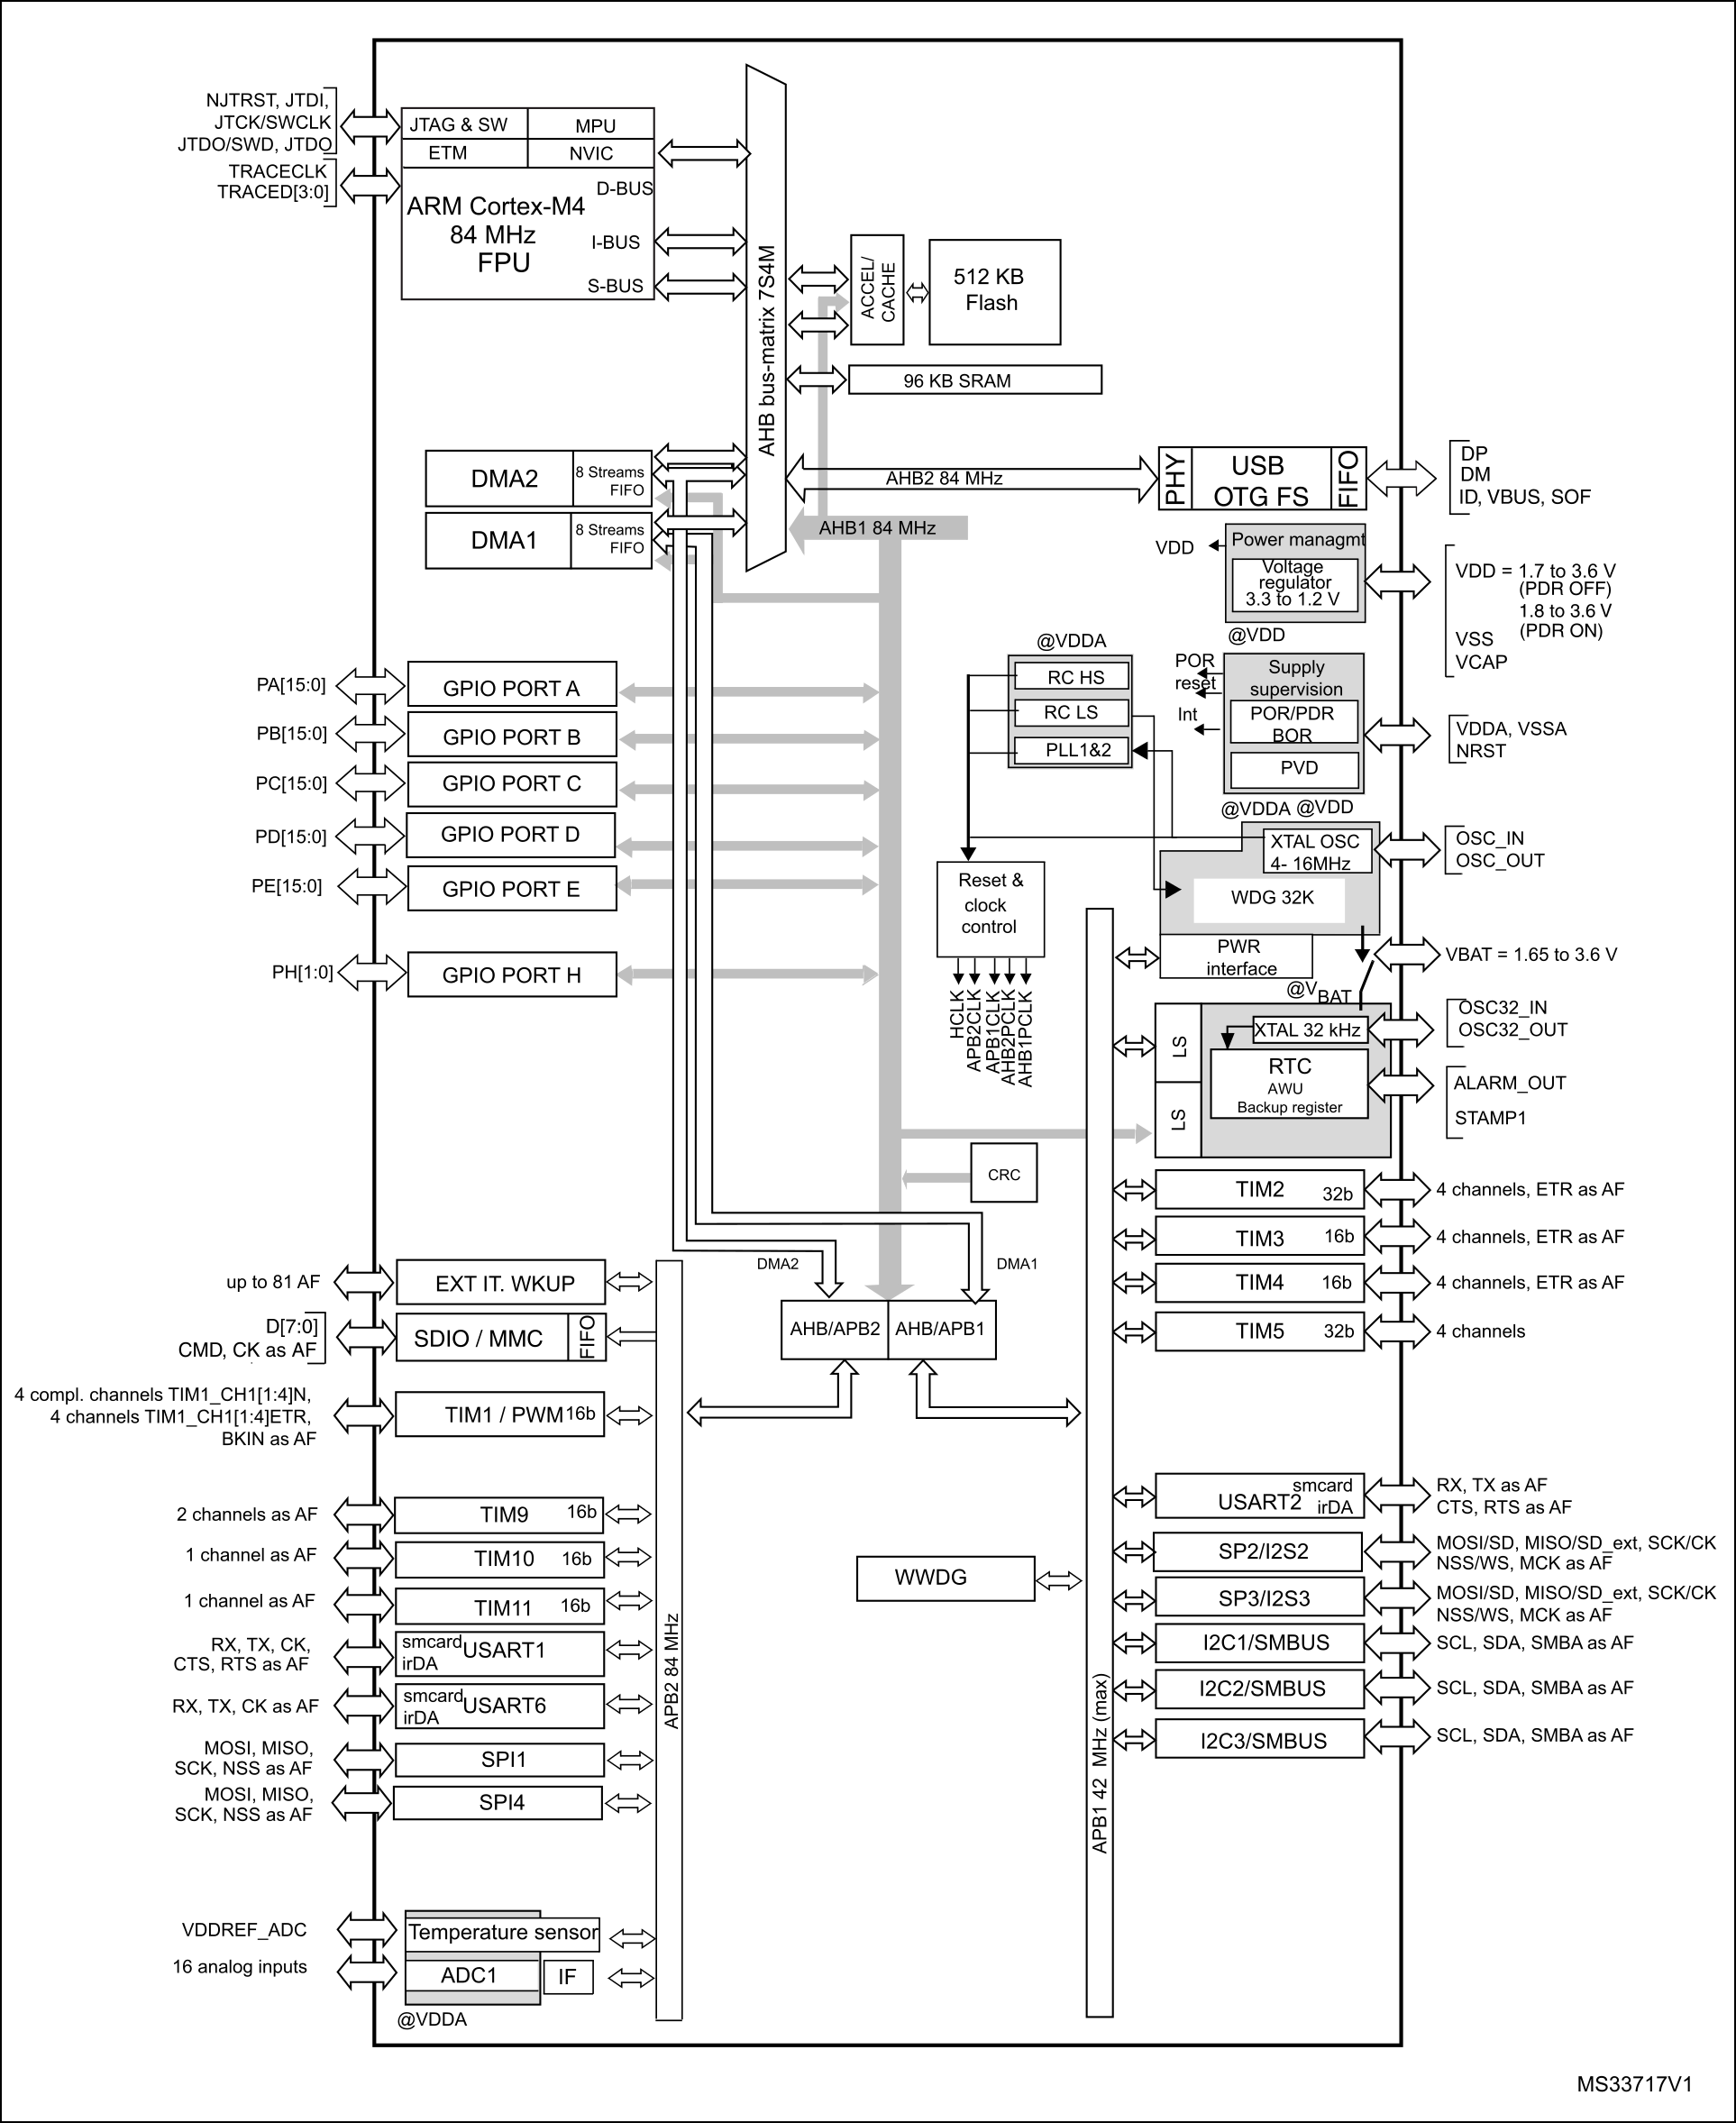 NJTRST, JTDI,
JTCK/SWCLK
JTDO/SWD, JTDO
TRACECLK
TRACED[3:0]
JTAG & SW
MPU
ETM
NVIC
D-BUS
ARM Cortex-M4
84 MHz
FPU
I-BUS
S-BUS
AHB bus-matrix 7S4M
ACCEL/
CACHE
512 KB
Flash
96 KB SRAM
DMA2
8 Streams
FIFO
DMA1
8 Streams
FIFO
AHB2 84 MHz
AHB1 84 MHz
PHY
USB
OTG FS
FIFO
DP
DM
ID, VBUS, SOF
VDD
Power managmt
Voltage
regulator
3.3 to 1.2 V
@VDD
VDD = 1.7 to 3.6 V
(PDR OFF)
1.8 to 3.6 V
(PDR ON)
VSS
VCAP
@VDDA
RC HS
RC LS
PLL1&2
POR
reset
Int
Supply
supervision
POR/PDR
BOR
PVD
@VDDA @VDD
VDDA, VSSA
NRST
PA[15:0]
GPIO PORT A
PB[15:0]
GPIO PORT B
PC[15:0]
GPIO PORT C
PD[15:0]
GPIO PORT D
PE[15:0]
GPIO PORT E
PH[1:0]
GPIO PORT H
XTAL OSC
4- 16MHz
OSC_IN
OSC_OUT
WDG 32K
Reset &
clock
control
HCLK
APB2CLK
APB1CLK
AHB2PCLK
AHB1PCLK
PWR
interface
VBAT = 1.65 to 3.6 V
@VBAT
LS
LS
XTAL 32 kHz
OSC32_IN
OSC32_OUT
RTC
AWU
Backup register
ALARM_OUT
STAMP1
CRC
TIM2
32b
4 channels, ETR as AF
TIM3
16b
4 channels, ETR as AF
TIM4
16b
4 channels, ETR as AF
TIM5
32b
4 channels
DMA2
DMA1
AHB/APB2
AHB/APB1
up to 81 AF
EXT IT. WKUP
D[7:0]
CMD, CK as AF
SDIO / MMC
FIFO
4 compl. channels TIM1_CH1[1:4]N,
4 channels TIM1_CH1[1:4]ETR,
BKIN as AF
TIM1 / PWM
16b
2 channels as AF
TIM9
16b
1 channel as AF
TIM10
16b
1 channel as AF
TIM11
16b
RX, TX, CK,
CTS, RTS as AF
smcard
irDA
USART1
RX, TX, CK as AF
smcard
irDA
USART6
MOSI, MISO,
SCK, NSS as AF
SPI1
MOSI, MISO,
SCK, NSS as AF
SPI4
APB2 84 MHz
WWDG
APB1 42 MHz (max)
USART2
smcard
irDA
RX, TX as AF
CTS, RTS as AF
SP2/I2S2
MOSI/SD, MISO/SD_ext, SCK/CK
NSS/WS, MCK as AF
SP3/I2S3
MOSI/SD, MISO/SD_ext, SCK/CK
NSS/WS, MCK as AF
I2C1/SMBUS
SCL, SDA, SMBA as AF
I2C2/SMBUS
SCL, SDA, SMBA as AF
I2C3/SMBUS
SCL, SDA, SMBA as AF
VDDREF_ADC
Temperature sensor
16 analog inputs
ADC1
IF
@VDDA
MS33717V1